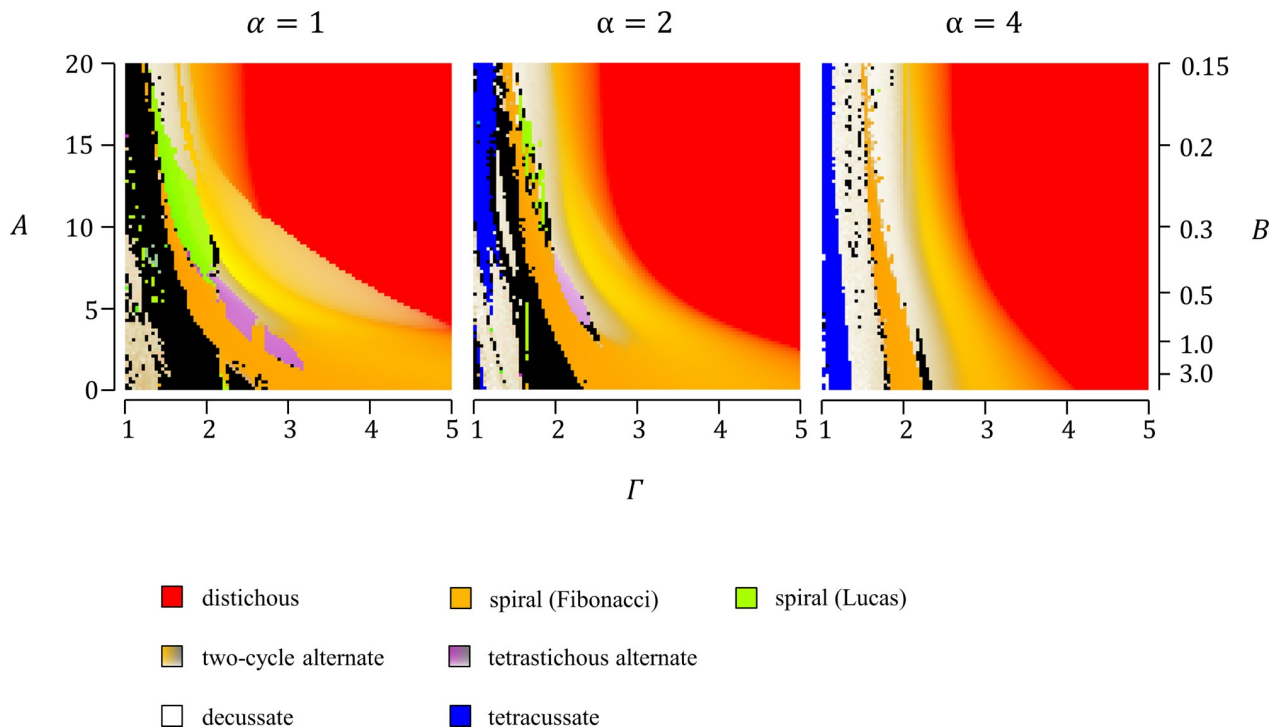 α = 1 α = 2 α = 4
20 0.15
15 0.2
A 10 0.3 B
5 0.5
1.0
3.0
0
1 2 3 4 5 1 2 3 4 5 1 2 3 4 5
Γ
distichous spiral (Fibonacci) spiral (Lucas)
two-cycle alternate tetrastichous alternate
decussate tetracussate